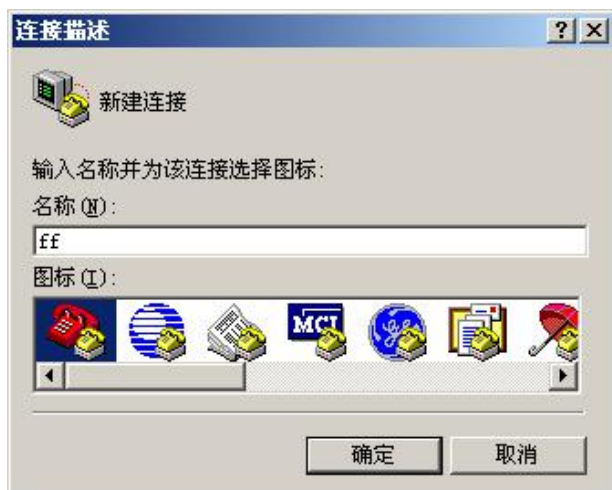 连接描述
新建连接
输入名称并为该连接选择图标:
名称(N):
ff
图标(I):
MCI
确定 取消